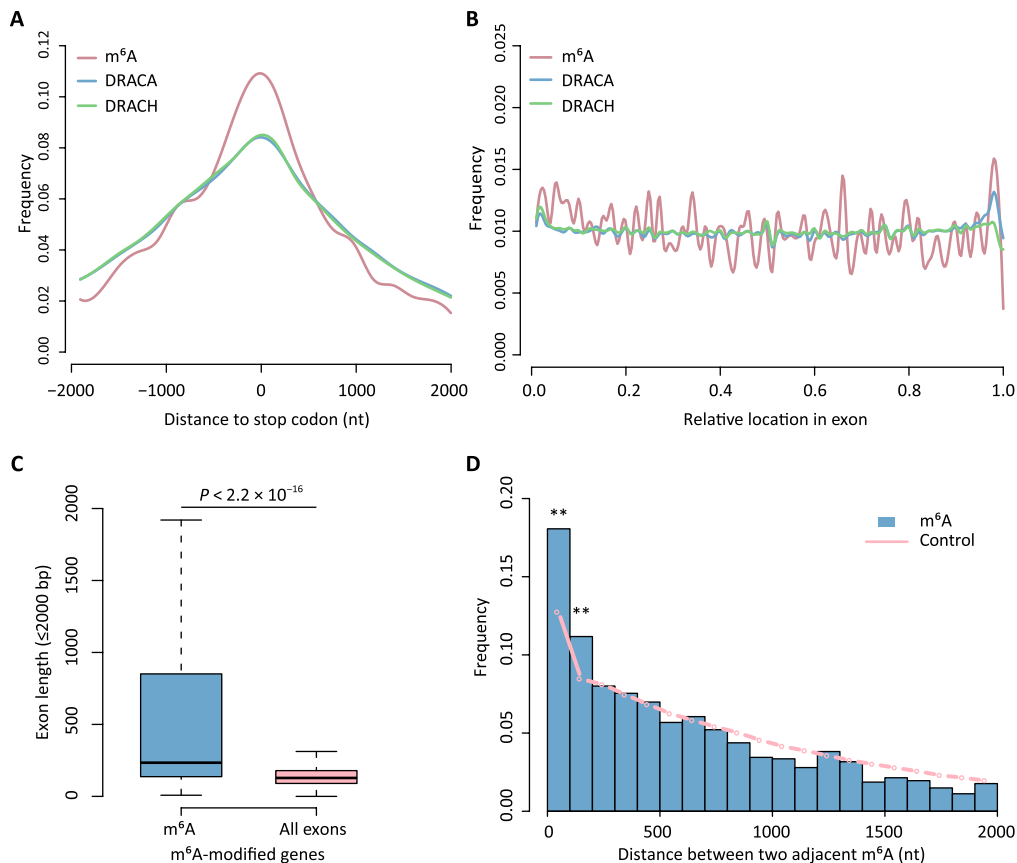 A
0.12
0.10
0.08
0.06
0.04
0.02
0.00
Frequency
m⁶A
DRACA
DRACH
−2000
−1000
0
1000
2000
Distance to stop codon (nt)
B
0.025
0.020
0.015
0.010
0.005
0.000
Frequency
m⁶A
DRACA
DRACH
0.0
0.2
0.4
0.6
0.8
1.0
Relative location in exon
C
P < 2.2 × 10⁻¹⁶
2000
1500
1000
500
0
Exon length (≤2000 bp)
m⁶A
All exons
m⁶A-modified genes
D
0.20
0.15
0.10
0.05
0.00
Frequency
**
**
m⁶A
Control
0
500
1000
1500
2000
Distance between two adjacent m⁶A (nt)